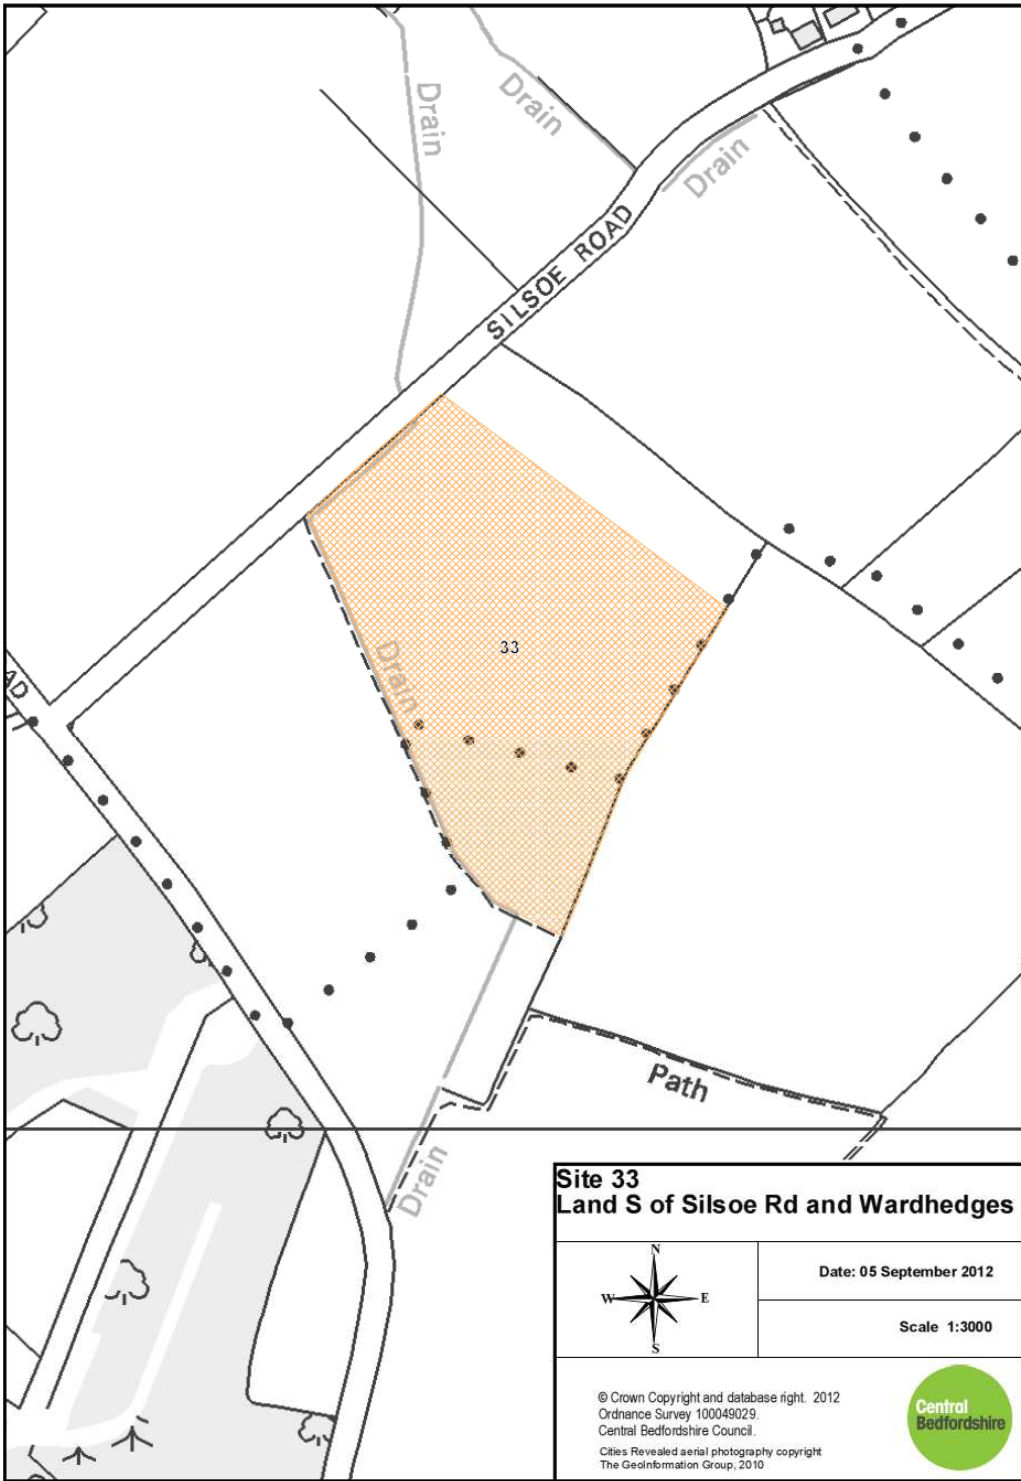 Drain
Drain
Drain
SILSOE ROAD
33
Drain
AD
Path
Drain
Site 33
Land S of Silsoe Rd and Wardhedges
N
W E
S
Date: 05 September 2012
Scale 1:3000
© Crown Copyright and database right. 2012
Ordnance Survey 100049029.
Central Bedfordshire Council.
Cities Revealed aerial photography copyright
The GeoInformation Group, 2010
Central
Bedfordshire